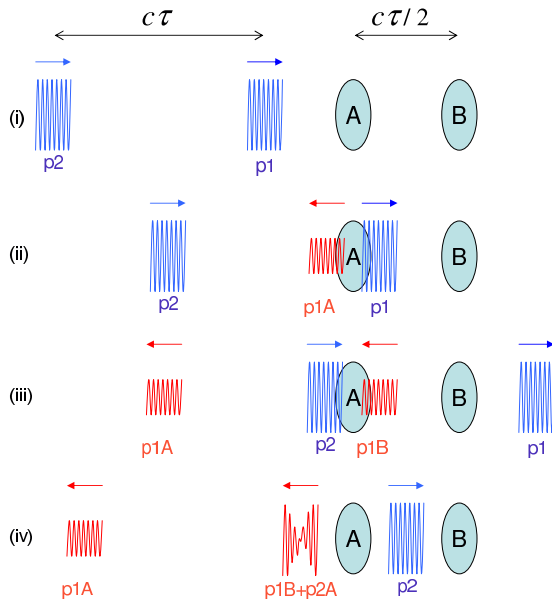 cτ cτ/2
(i) A B
p2 p1
(ii) A B
p2 p1A p1
(iii) A B
p1A p2 p1B p1
(iv) A B
p1A p1B+p2A p2